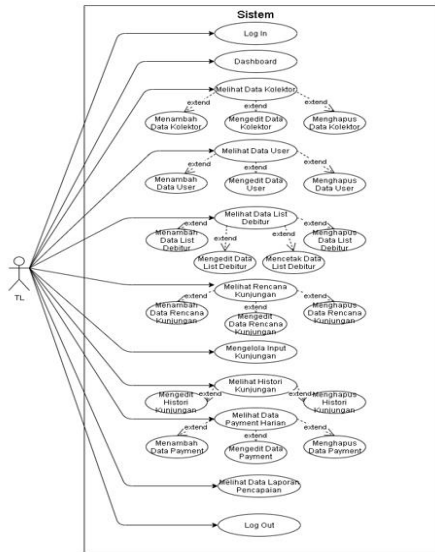 Sistem
Log In
Dashboard
Melihat Data Kolektor
extend
extend
extend
Menambah
Data Kolektor
Mengedit Data
Kolektor
Menghapus
Data Kolektor
Melihat Data User
extend
extend
extend
Menambah
Data User
Mengedit Data
User
Menghapus
Data User
Melihat Data List
Debitur
extend
extend
Menambah
Data List
Debitur
extend
extend
Menghapus
Data List
Debitur
Mengedit Data
List Debitur
Mencetak Data
List Debitur
TL
Melihat Rencana
Kunjungan
extend
extend
extend
Menambah
Data Rencana
Kunjungan
Mengedit
Data Rencana
Kunjungan
Menghapus
Data Rencana
Kunjungan
Mengelola Input
Kunjungan
Melihat Histori
Kunjungan
Mengedit
Histori
Kunjungan
extend
extend
Menghapus
Histori
Kunjungan
Melihat Data
Payment Harian
extend
extend
extend
Menambah
Data Payment
Mengedit Data
Payment
Menghapus
Data Payment
Melihat Data Laporan
Pencapaian
Log Out